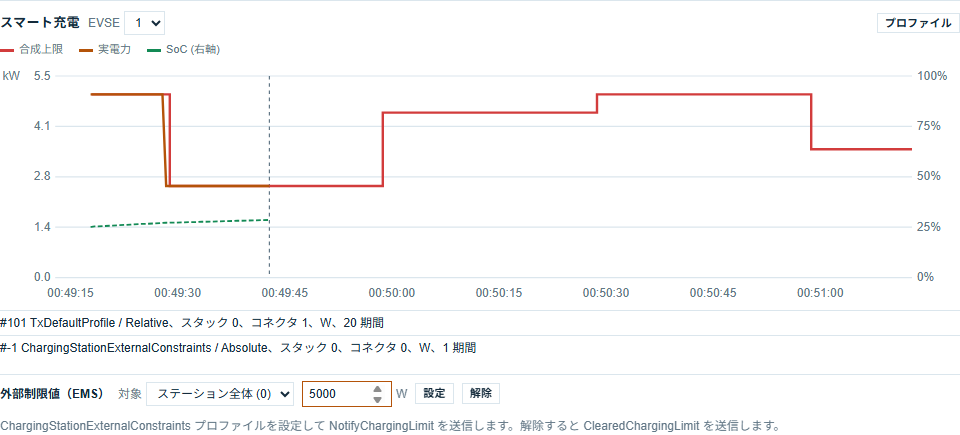 スマート充電 EVSE 1 プロファイル
合成上限 実電力 SoC (右軸)
kW 5.5 100%
4.1 75%
2.8 50%
1.4 25%
0.0 0%
00:49:15 00:49:30 00:49:45 00:50:00 00:50:15 00:50:30 00:50:45 00:51:00
#101 TxDefaultProfile / Relative、スタック 0、コネクタ 1、W、20 期間
#-1 ChargingStationExternalConstraints / Absolute、スタック 0、コネクタ 0、W、1 期間
外部制限値（EMS） 対象 ステーション全体 (0) 5000 W 設定 解除
ChargingStationExternalConstraints プロファイルを設定して NotifyChargingLimit を送信します。解除すると ClearedChargingLimit を送信します。